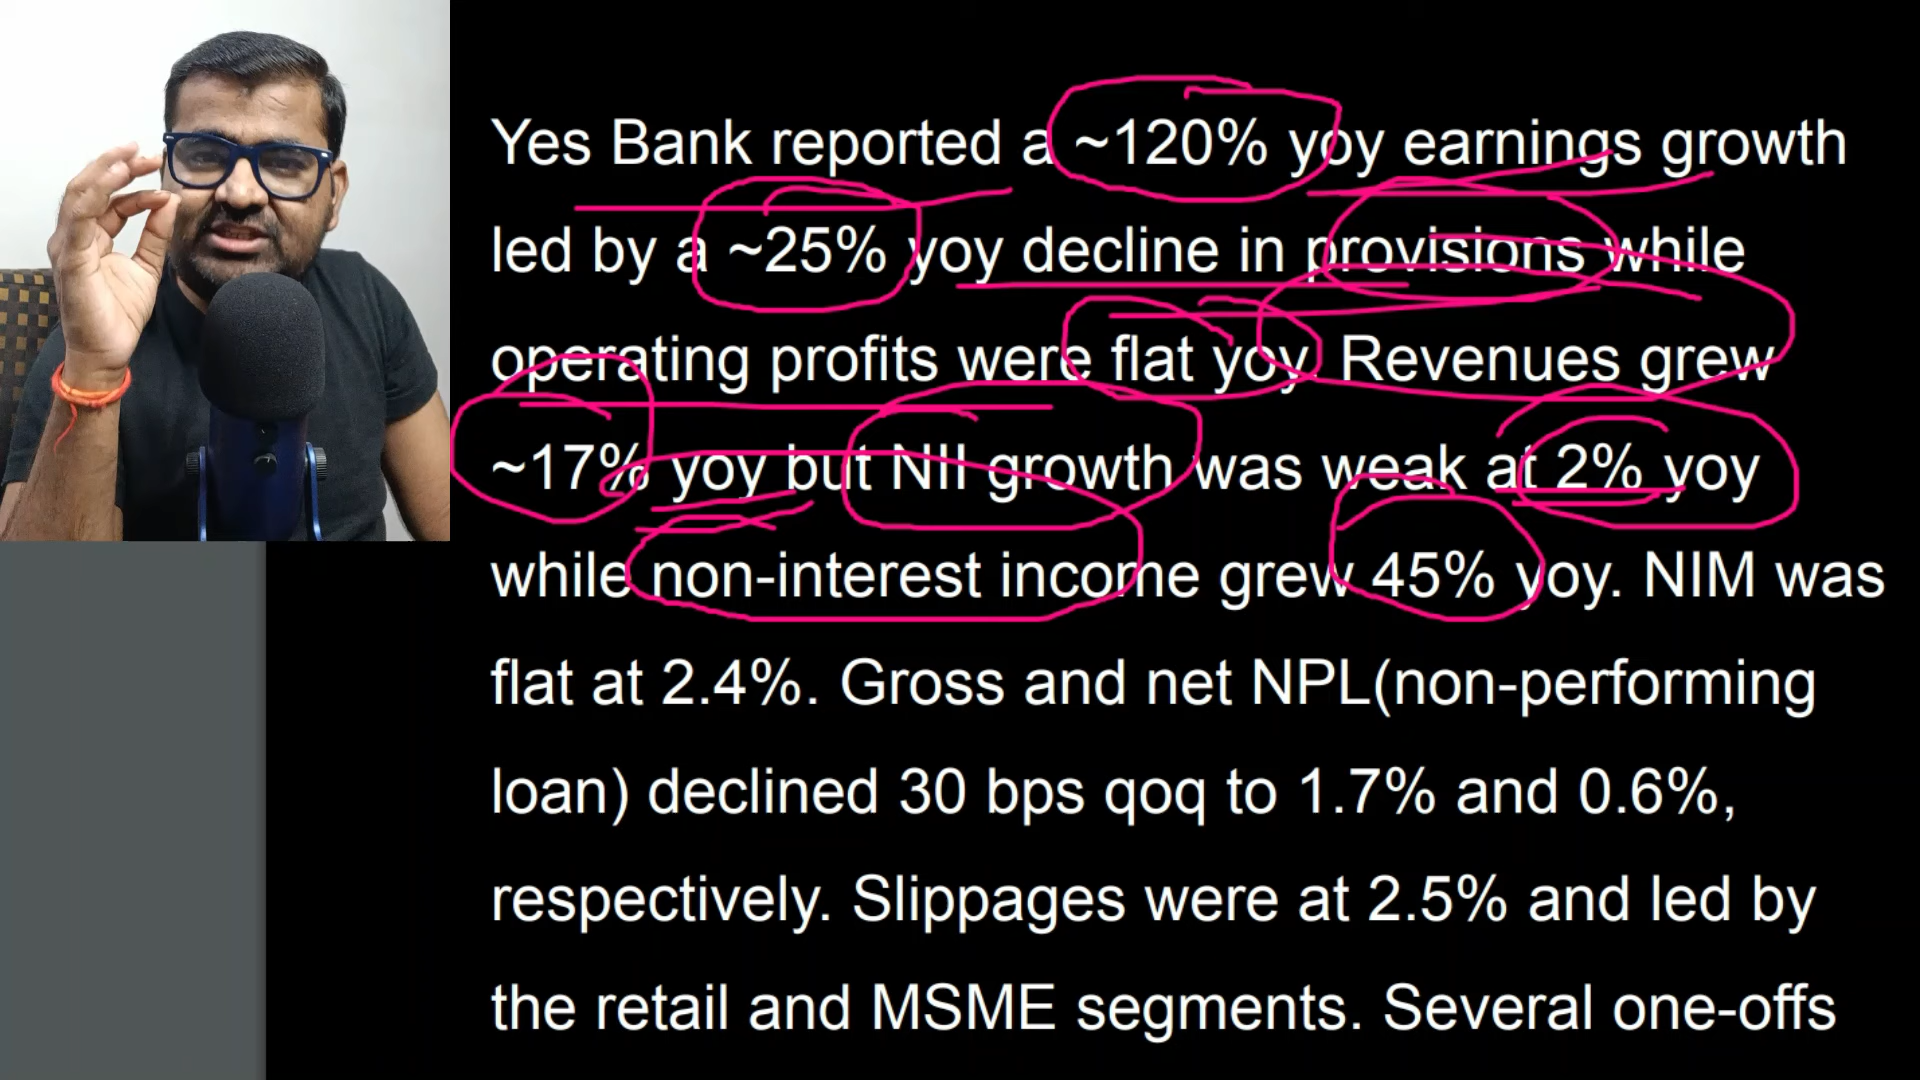 Yes Bank reported a ~120% yoy earnings growth
led by a ~25% yoy decline in provisions while
operating profits were flat yoy. Revenues grew
~17% yoy but NII growth was weak at 2% yoy
while non-interest income grew 45% yoy. NIM was
flat at 2.4%. Gross and net NPL(non-performing
loan) declined 30 bps qoq to 1.7% and 0.6%,
respectively. Slippages were at 2.5% and led by
the retail and MSME segments. Several one-offs